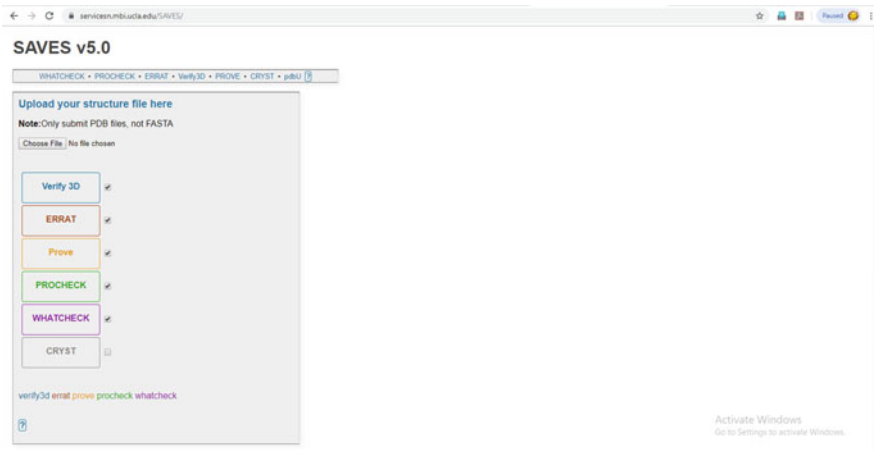 servicesn.mbi.ucla.edu/SAVES/
Paused
SAVES v5.0
WHATCHECK • PROCHECK • ERRAT • Verify3D • PROVE • CRYST • pdbU [?]
Upload your structure file here
Note:Only submit PDB files, not FASTA
Choose File No file chosen
Verify 3D
ERRAT
Prove
PROCHECK
WHATCHECK
CRYST
verify3d errat prove procheck whatcheck
[?]
Activate Windows
Go to Settings to activate Windows.